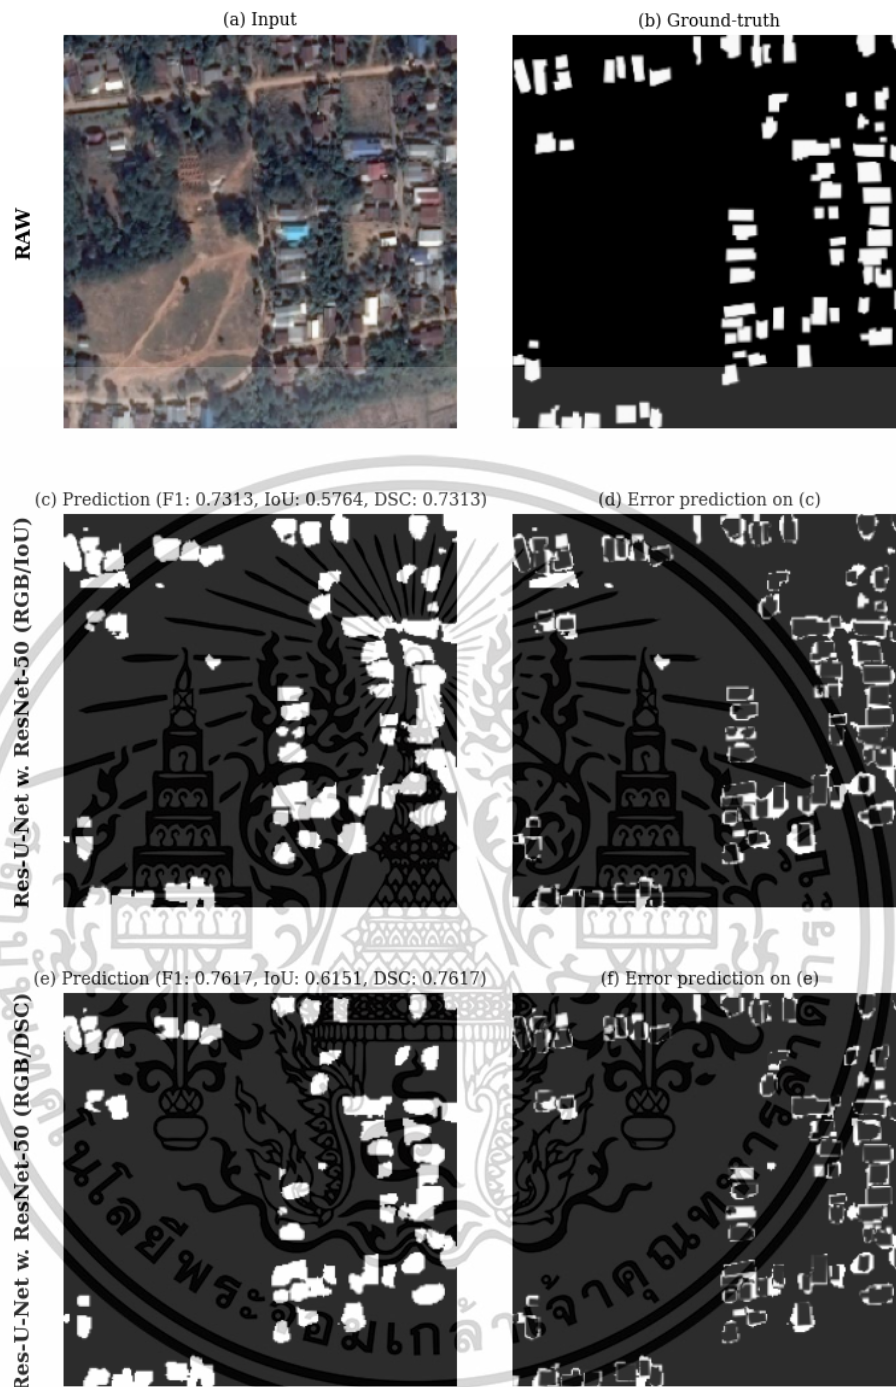 (a) Input
(b) Ground-truth
RAW
(c) Prediction (F1: 0.7313, IoU: 0.5764, DSC: 0.7313)
(d) Error prediction on (c)
Res-U-Net w. ResNet-50 (RGB/IoU)
(e) Prediction (F1: 0.7617, IoU: 0.6151, DSC: 0.7617)
(f) Error prediction on (e)
Res-U-Net w. ResNet-50 (RGB/DSC)